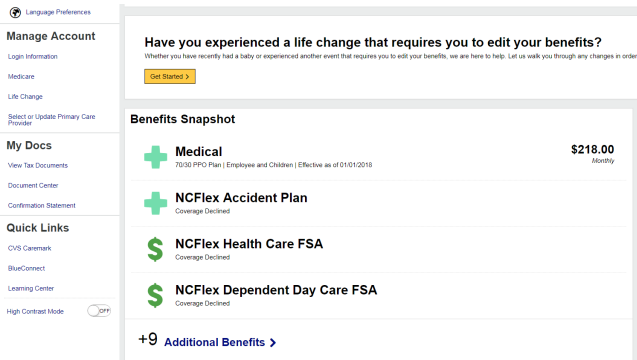 Language Preferences
Manage Account
Login Information
Medicare
Life Change
Select or Update Primary Care
Provider
My Docs
View Tax Documents
Document Center
Confirmation Statement
Quick Links
CVS Caremark
BlueConnect
Learning Center
High Contrast Mode OFF
Have you experienced a life change that requires you to edit your benefits?
Whether you have recently had a baby or experienced another event that requires you to edit your benefits, we are here to help. Let us walk you through any changes in order
Get Started >
Benefits Snapshot
Medical $218.00
70/30 PPO Plan | Employee and Children | Effective as of 01/01/2018 Monthly
NCFlex Accident Plan
Coverage Declined
NCFlex Health Care FSA
Coverage Declined
NCFlex Dependent Day Care FSA
Coverage Declined
+9 Additional Benefits >